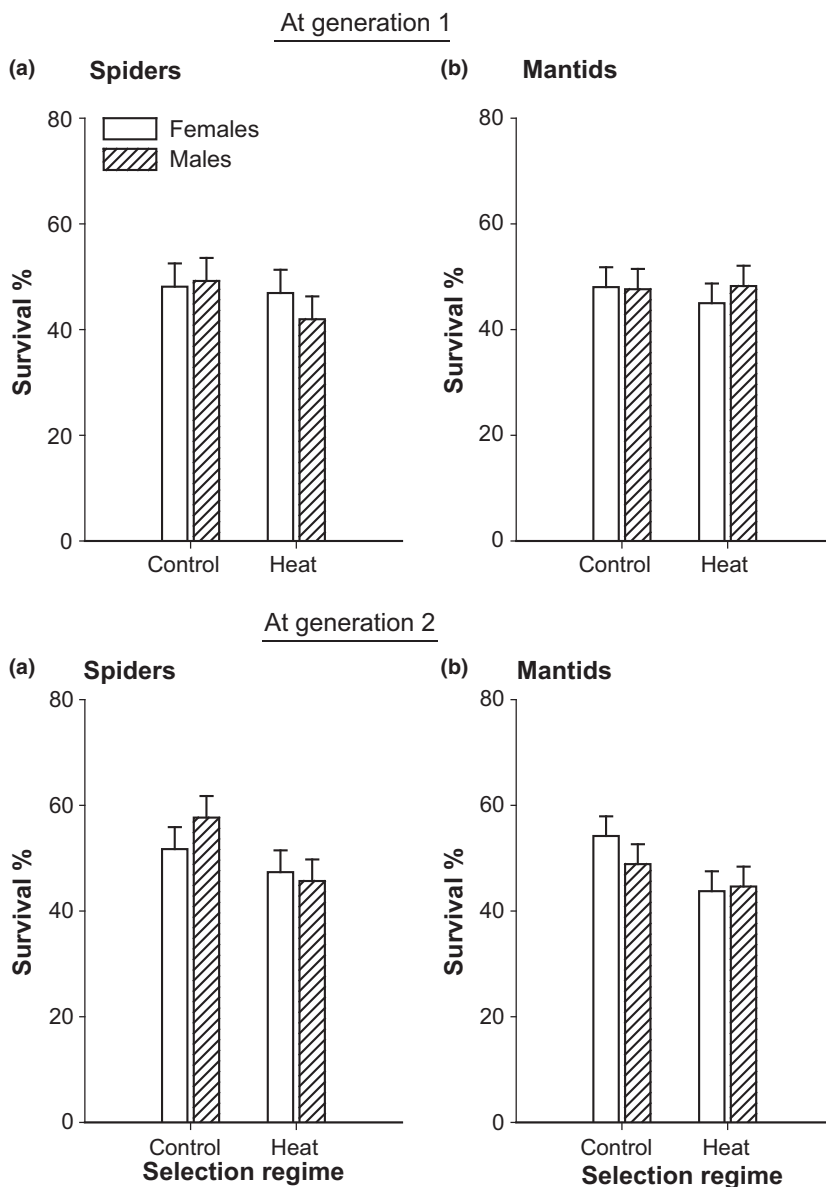 At generation 1
(a) Spiders
(b) Mantids
80
60
40
20
0
Survival %
Females
Males
Control Heat
80
60
40
20
0
Survival %
Control Heat
At generation 2
(a) Spiders
(b) Mantids
80
60
40
20
0
Survival %
Control Heat
Selection regime
80
60
40
20
0
Survival %
Control Heat
Selection regime